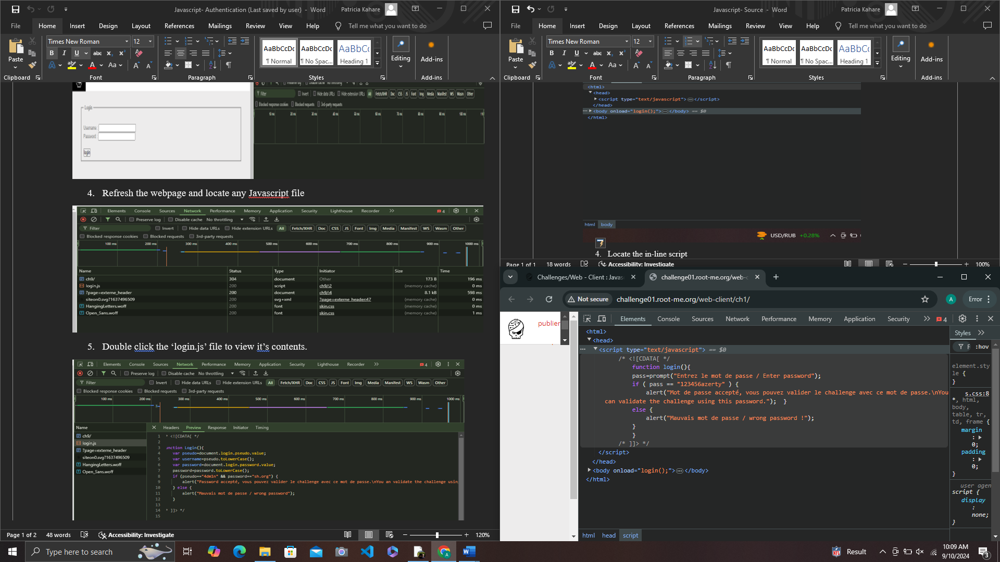 Javascript- Authentication (Last saved by user) - Word
Patricia Kahare
File Home Insert Design Layout References Mailings Review View Help Tell me what you want to do
Times New Roman 12
Paste
B I U abc x₂ x²
AaBbCcDc AaBbCcDc AaBbCc
¶ Normal ¶ No Spac... Heading 1
Editing Add-ins
Clipboard Font Paragraph Styles Add-ins
Filter Invert Hide data URLs Hide extension URLs All Fetch/XHR Doc CSS JS Font Img Media Manifest WS Wasm Other
Blocked response cookies Blocked requests 3rd-party requests
Login
Username
Password
login
4. Refresh the webpage and locate any Javascript file
Elements Console Sources Network Performance Memory Application Security Lighthouse Recorder 4
Preserve log Disable cache No throttling
Filter Invert Hide data URLs Hide extension URLs All Fetch/XHR Doc CSS JS Font Img Media Manifest WS Wasm Other
Blocked response cookies Blocked requests 3rd-party requests
100 ms 200 ms 300 ms 400 ms 500 ms 600 ms 700 ms 800 ms 900 ms 1000 ms
Name Status Type Initiator Size Time
ch9/ 304 document Other 173 B 196 ms
login.js 200 script ch9/:2 (memory cache) 0 ms
?page=externe_header 200 document ch9/:4 8.1 kB 598 ms
siteon0.svg?1637496509 200 svg+xml ?page=externe_header:47 (memory cache) 0 ms
HangingLetters.woff 200 font skin.css (memory cache) 0 ms
Open_Sans.woff 200 font skin.css (memory cache) 1 ms
5. Double click the ‘login.js’ file to view it’s contents.
Elements Console Sources Network Performance Memory Application Security Lighthouse Recorder 4
Preserve log Disable cache No throttling
Filter Invert Hide data URLs Hide extension URLs All Fetch/XHR Doc CSS JS Font Img Media Manifest WS Wasm Other
Blocked response cookies Blocked requests 3rd-party requests
100 ms 200 ms 300 ms 400 ms 500 ms 600 ms 700 ms 800 ms 900 ms 1000 ms
Name Headers Preview Response Initiator Timing
ch9/
login.js
?page=externe_header
siteon0.svg?1637496509
HangingLetters.woff
Open_Sans.woff
1 * <![CDATA[ */
2
3 unction Login(){
4 var pseudo=document.login.pseudo.value;
5 var username=pseudo.toLowerCase();
6 var password=document.login.password.value;
7 password=password.toLowerCase();
8 if (pseudo=="4dm1n" && password=="sh.org") {
9 alert("Password accepté, vous pouvez valider le challenge avec ce mot de passe.\nYou an validate the challenge usin
10 } else {
11 alert("Mauvais mot de passe / wrong password");
12 }
13
14 * ]]> */
15
Page 1 of 2 48 words Accessibility: Investigate 120%
Javascript- Source - Word
Patricia Kahare
File Home Insert Design Layout References Mailings Review View Help Tell me what you want to do
Times New Roman 12
Paste
B I U abc x₂ x²
AaBbCcDc AaBbCcDc AaBbCc
¶ Normal ¶ No Spac... Heading 1
Editing Add-ins
Clipboard Font Paragraph Styles Add-ins
<html>
<head>
<script type="text/javascript">…</script>
</head>
<body onload="login();">…</body> == $0
</html>
html body
USD/RUB +0.28%
4. Locate the in-line script
Page 1 of 1 18 words Accessibility: Investigate 100%
Challenges/Web - Client : Javas
challenge01.root-me.org/web-c
Not secure challenge01.root-me.org/web-client/ch1/ A Error
publier
Elements Console Sources Network Performance Memory Application Security 4
<html>
<head>
<script type="text/javascript"> == $0
/* <![CDATA[ */
function login(){
pass=prompt("Entrez le mot de passe / Enter password");
if ( pass == "123456azerty" ) {
alert("Mot de passe accepté, vous pouvez valider le challenge avec ce mot de passe.\nYou
can validate the challenge using this password."); }
else {
alert("Mauvais mot de passe / wrong password !");
}
}
/* ]]> */
</script>
</head>
<body onload="login();">…</body>
</html>
html head script
Styles
F :hov
element.sty
le {
}
s.css:8
*, html,
body,
table, tr,
td, frame {
margin
: ▶
0;
padding
: ▶
0;
}
user agen
script {
display
:
none;
}
Type here to search
Result
10:09 AM
9/10/2024
3